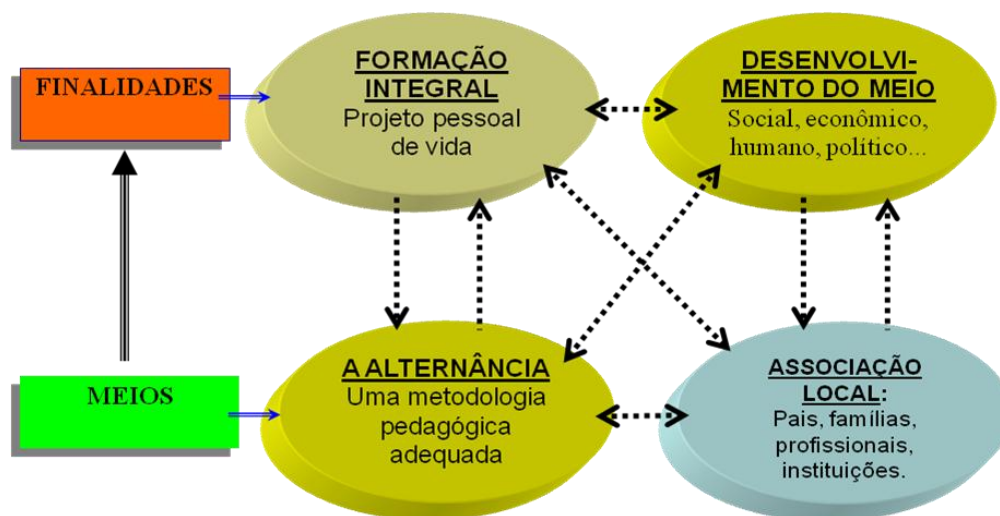 FINALIDADES
FORMAÇÃO
INTEGRAL
Projeto pessoal
de vida
DESENVOLVI-
MENTO DO MEIO
Social, econômico,
humano, político...
MEIOS
A ALTERNÂNCIA
Uma metodologia
pedagógica
adequada
ASSOCIAÇÃO
LOCAL:
Pais, famílias,
profissionais,
instituições.